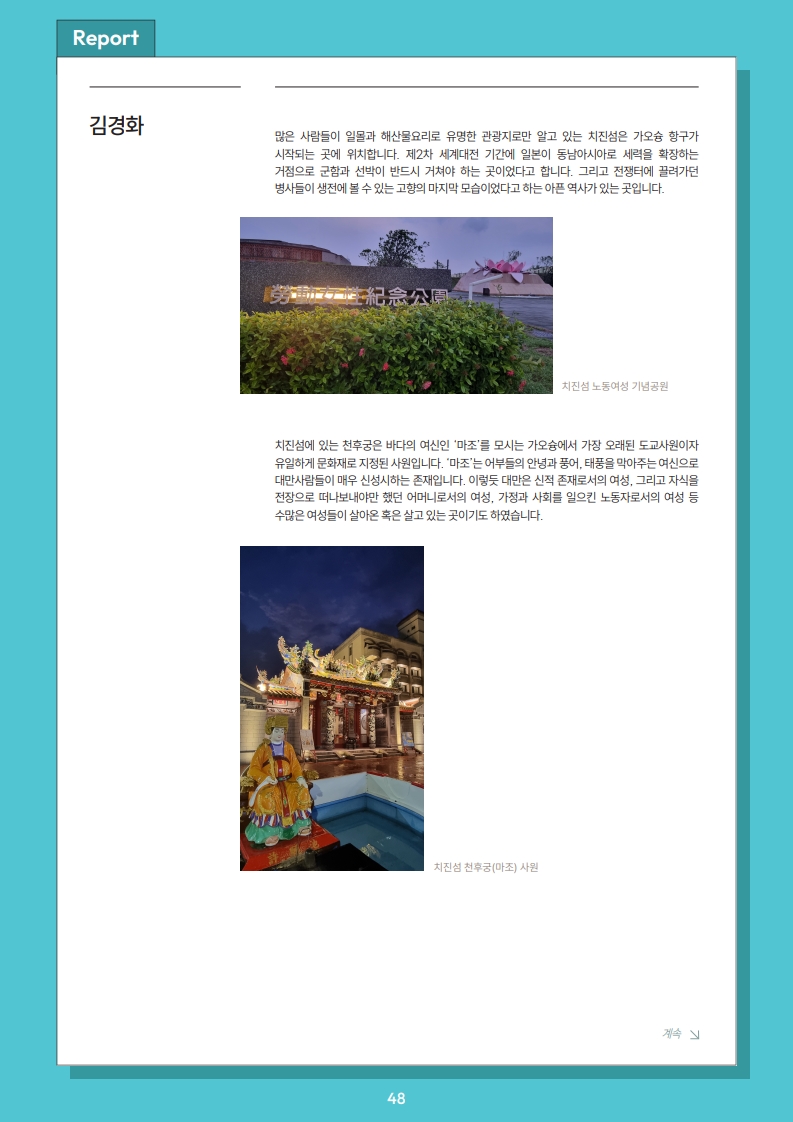 Report
김경화
많은 사람들이 일몰과 해산물요리로 유명한 관광지로만 알고 있는 치진섬은 가오슝 항구가
시작되는 곳에 위치합니다. 제2차 세계대전 기간에 일본이 동남아시아로 세력을 확장하는
거점으로 군함과 선박이 반드시 거쳐야 하는 곳이었다고 합니다. 그리고 전쟁터에 끌려가던
병사들이 생전에 볼 수 있는 고향의 마지막 모습이었다고 하는 아픈 역사가 있는 곳입니다.
勞動女性紀念公園
치진섬 노동여성 기념공원
치진섬에 있는 천후궁은 바다의 여신인 ‘마조’를 모시는 가오슝에서 가장 오래된 도교사원이자
유일하게 문화재로 지정된 사원입니다. ‘마조’는 어부들의 안녕과 풍어, 태풍을 막아주는 여신으로
대만사람들이 매우 신성시하는 존재입니다. 이렇듯 대만은 신적 존재로서의 여성, 그리고 자식을
전장으로 떠나보내야만 했던 어머니로서의 여성, 가정과 사회를 일으킨 노동자로서의 여성 등
수많은 여성들이 살아온 혹은 살고 있는 곳이기도 하였습니다.
치진섬 천후궁(마조) 사원
계속
48